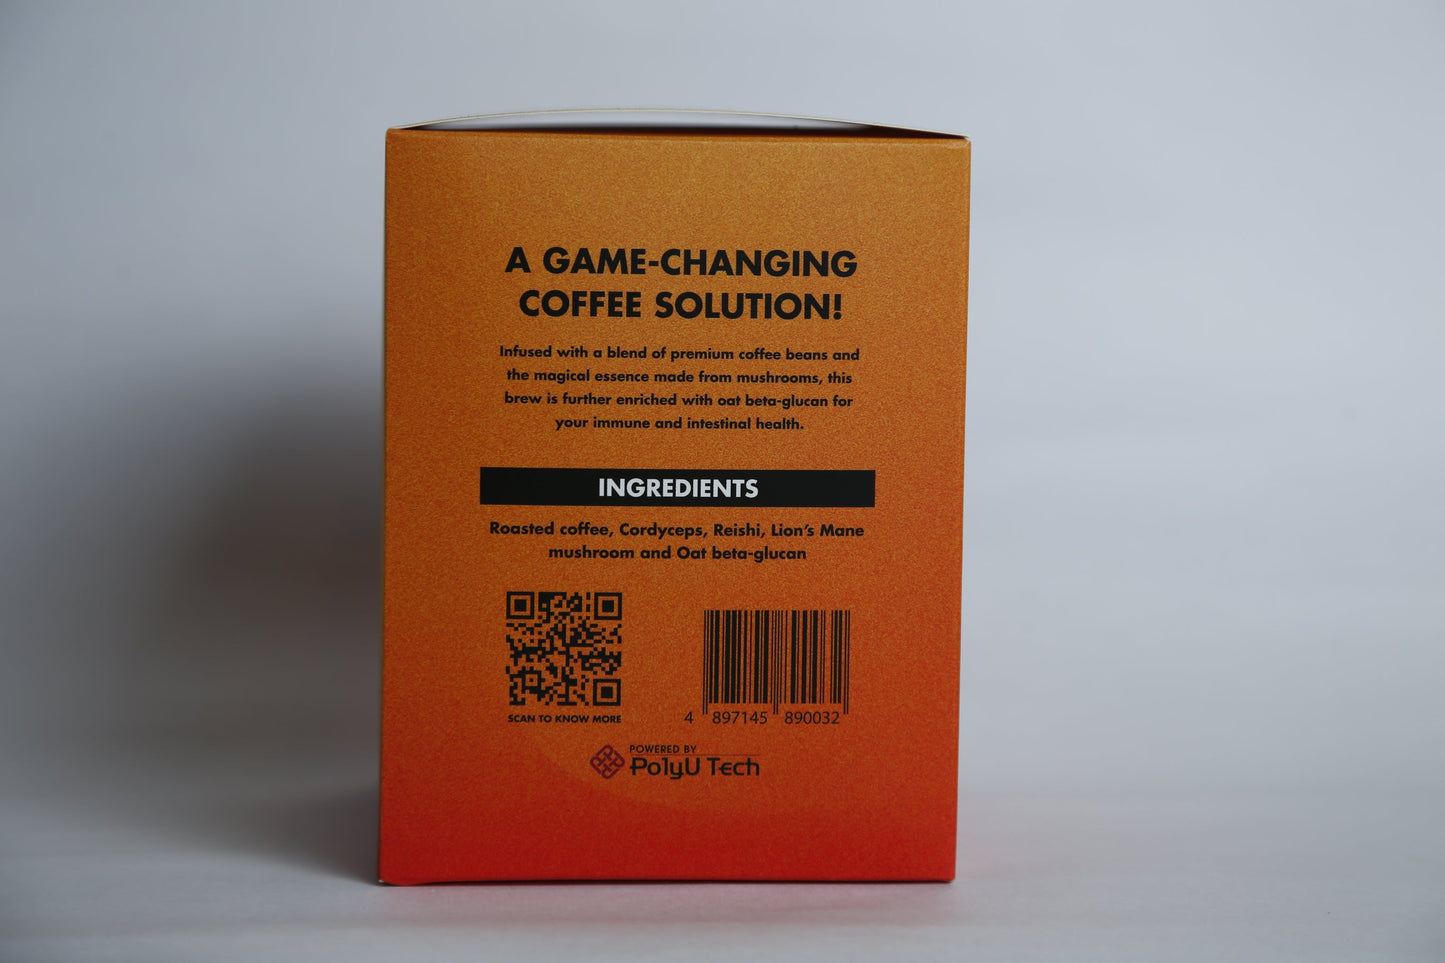 A GAME-CHANGING
COFFEE SOLUTION!
Infused with a blend of premium coffee beans and
the magical essence made from mushrooms, this
brew is further enriched with oat beta-glucan for
your immune and intestinal health.
INGREDIENTS
Roasted coffee, Cordyceps, Reishi, Lion's Mane
mushroom and Oat beta-glucan
SCAN TO KNOW MORE
4 897145 890032
POWERED BY
PolyU Tech